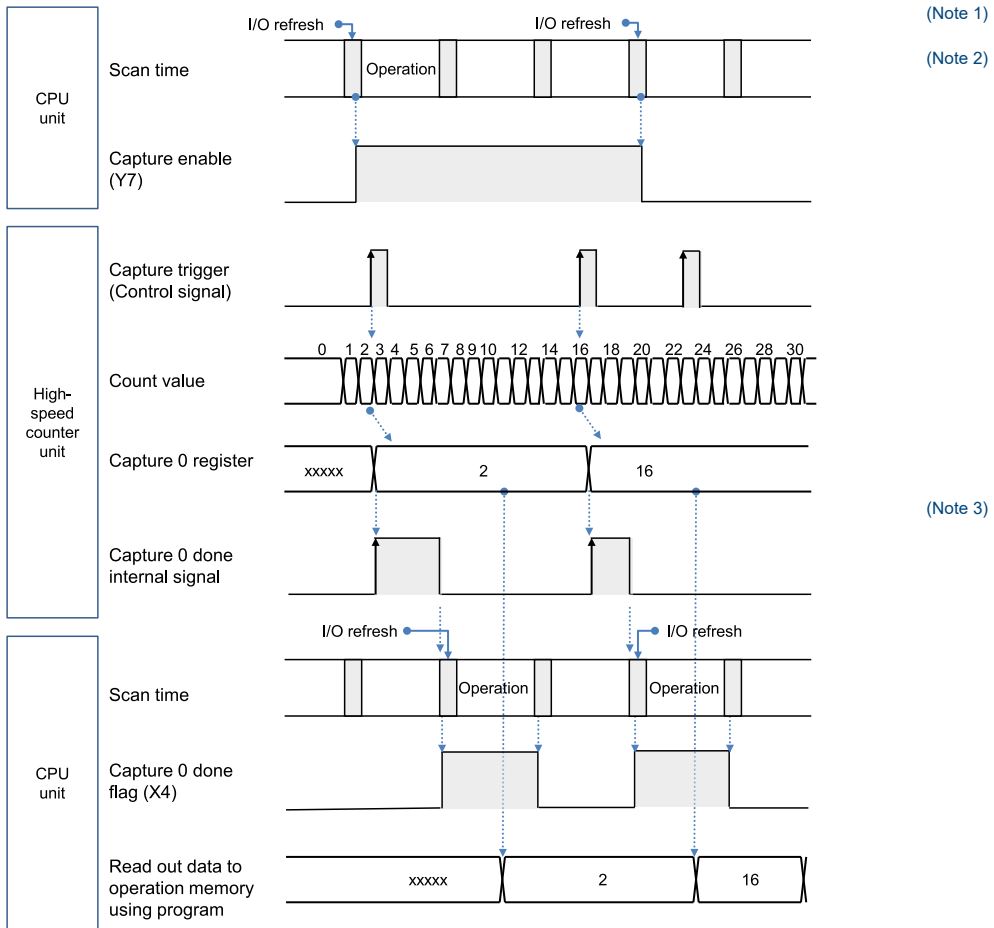 I/O refresh
I/O refresh
(Note 1)
Scan time
Operation
(Note 2)
CPU
unit
Capture enable
(Y7)
Capture trigger
(Control signal)
0 1 2 3 4 5 6 7 8 9 10 12 14 16 18 20 22 24 26 28 30
Count value
High-
speed
counter
unit
Capture 0 register
xxxxx
2
16
(Note 3)
Capture 0 done
internal signal
I/O refresh
I/O refresh
Scan time
Operation
Operation
CPU
unit
Capture 0 done
flag (X4)
Read out data to
operation memory
using program
xxxxx
2
16